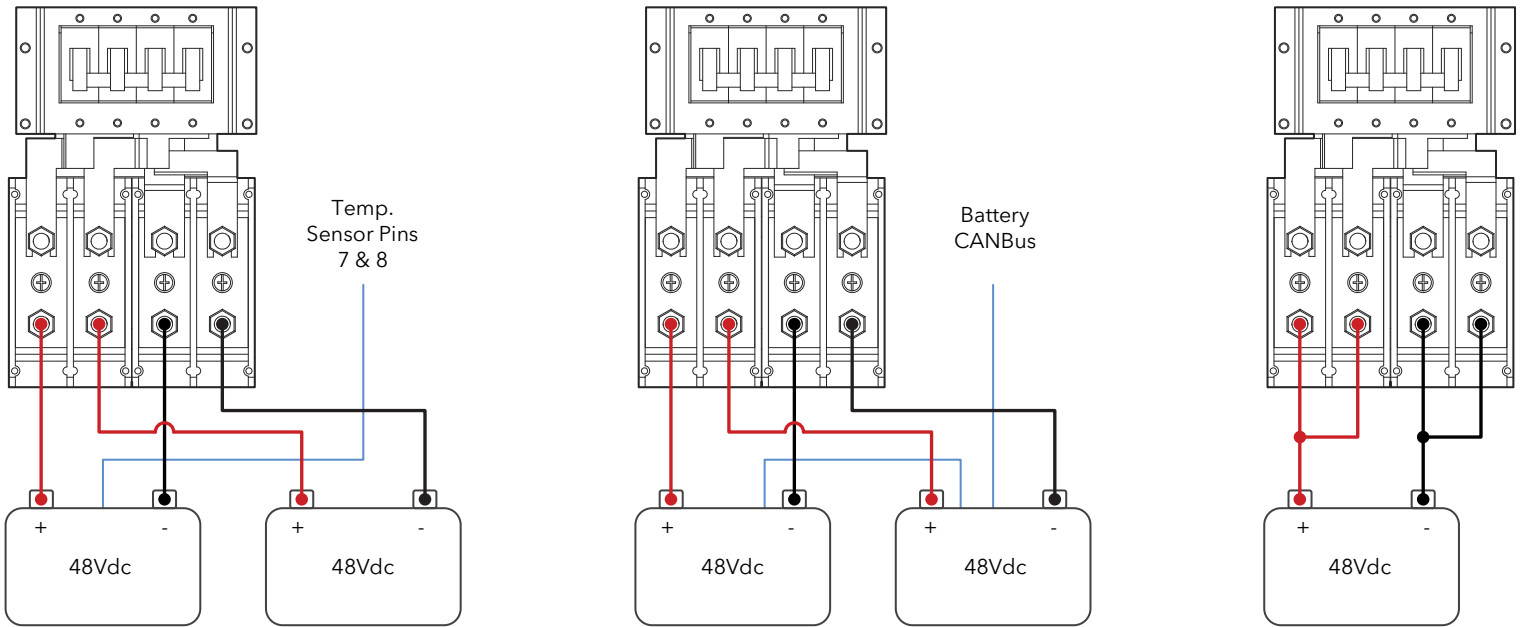 Temp.
Sensor Pins
7 & 8
+ -
48Vdc
+ -
48Vdc
Battery
CANBus
+ -
48Vdc
+ -
48Vdc
+ -
48Vdc